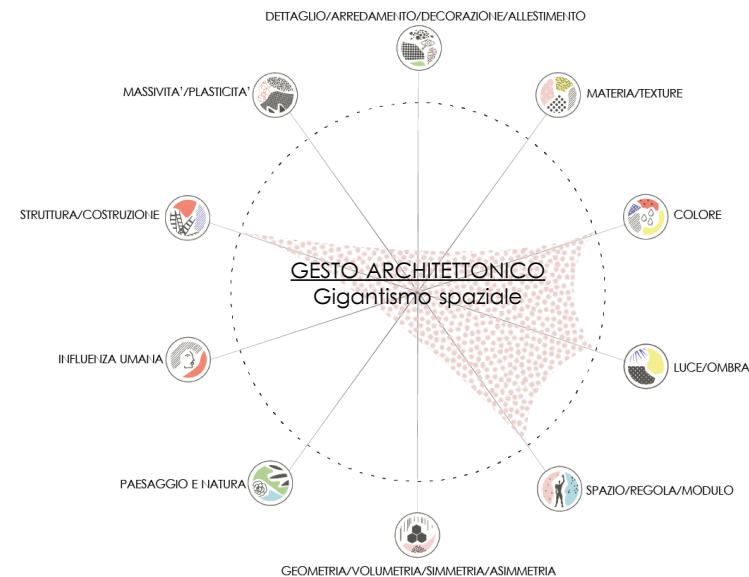 DETTAGLIO/ARREDAMENTO/DECORAZIONE/ALLESTIMENTO
MASSIVITA'/PLASTICITA'
MATERIA/TEXTURE
STRUTTURA/COSTRUZIONE
COLORE
GESTO ARCHITETTONICO
Gigantismo spaziale
INFLUENZA UMANA
LUCE/OMBRA
PAESAGGIO E NATURA
SPAZIO/REGOLA/MODULO
GEOMETRIA/VOLUMETRIA/SIMMETRIA/ASIMMETRIA